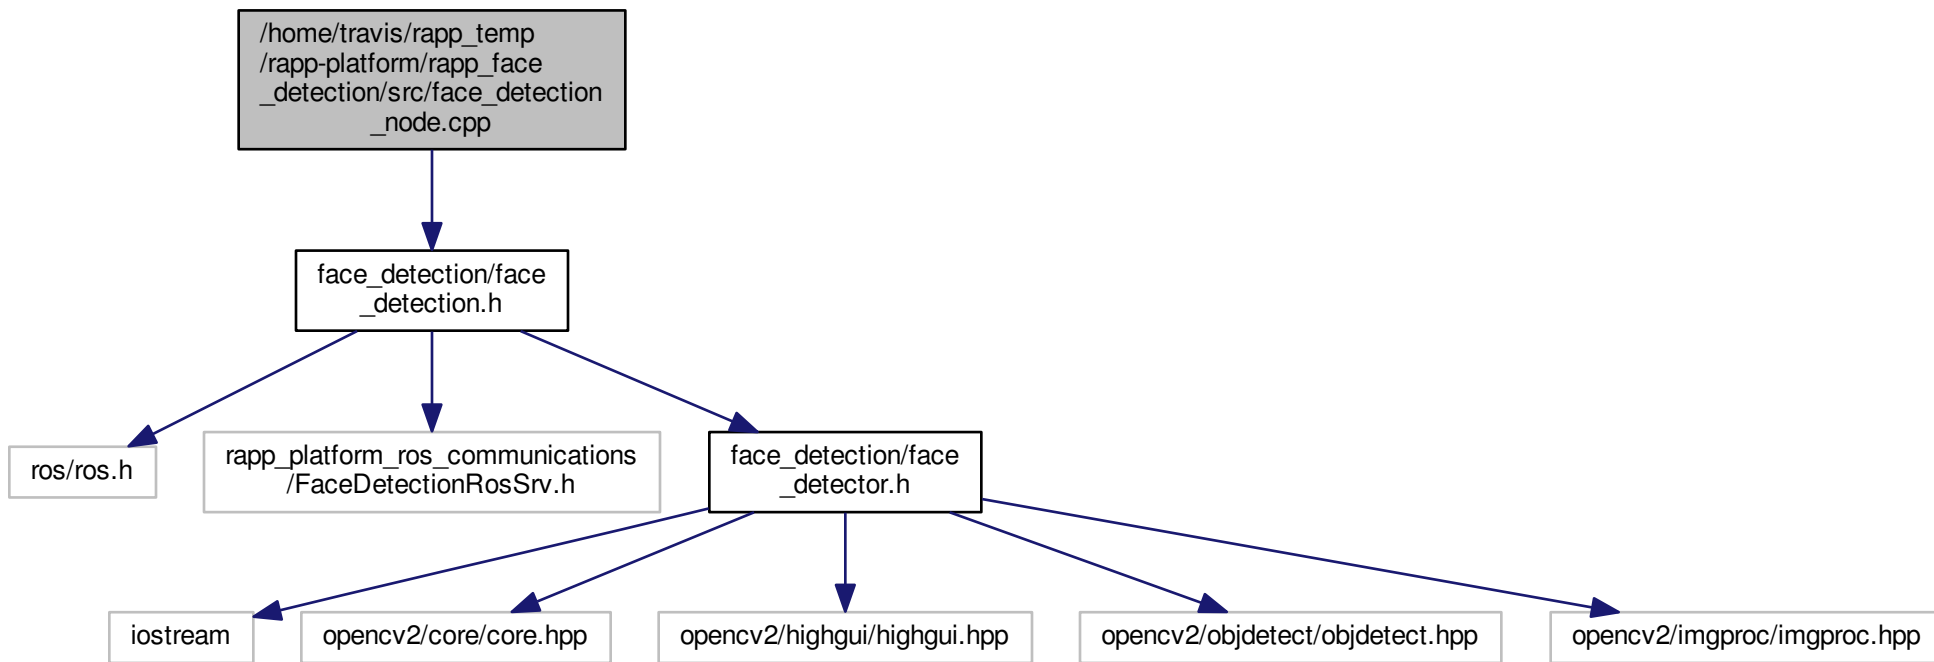 /home/travis/rapp_temp
/rapp-platform/rapp_face
_detection/src/face_detection
_node.cpp
face_detection/face
_detection.h
ros/ros.h
rapp_platform_ros_communications
/FaceDetectionRosSrv.h
face_detection/face
_detector.h
iostream
opencv2/core/core.hpp
opencv2/highgui/highgui.hpp
opencv2/objdetect/objdetect.hpp
opencv2/imgproc/imgproc.hpp